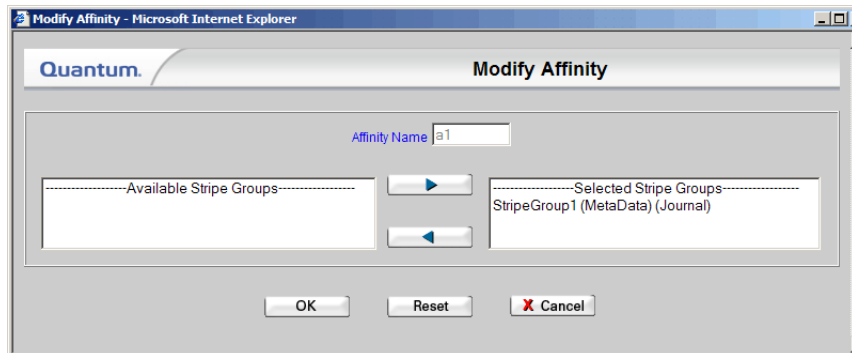 Modify Affinity - Microsoft Internet Explorer
Quantum.
Modify Affinity
Affinity Name a1
-------------------Available Stripe Groups------------------
-------------------Selected Stripe Groups------------------
StripeGroup1 (MetaData) (Journal)
OK
Reset
X Cancel